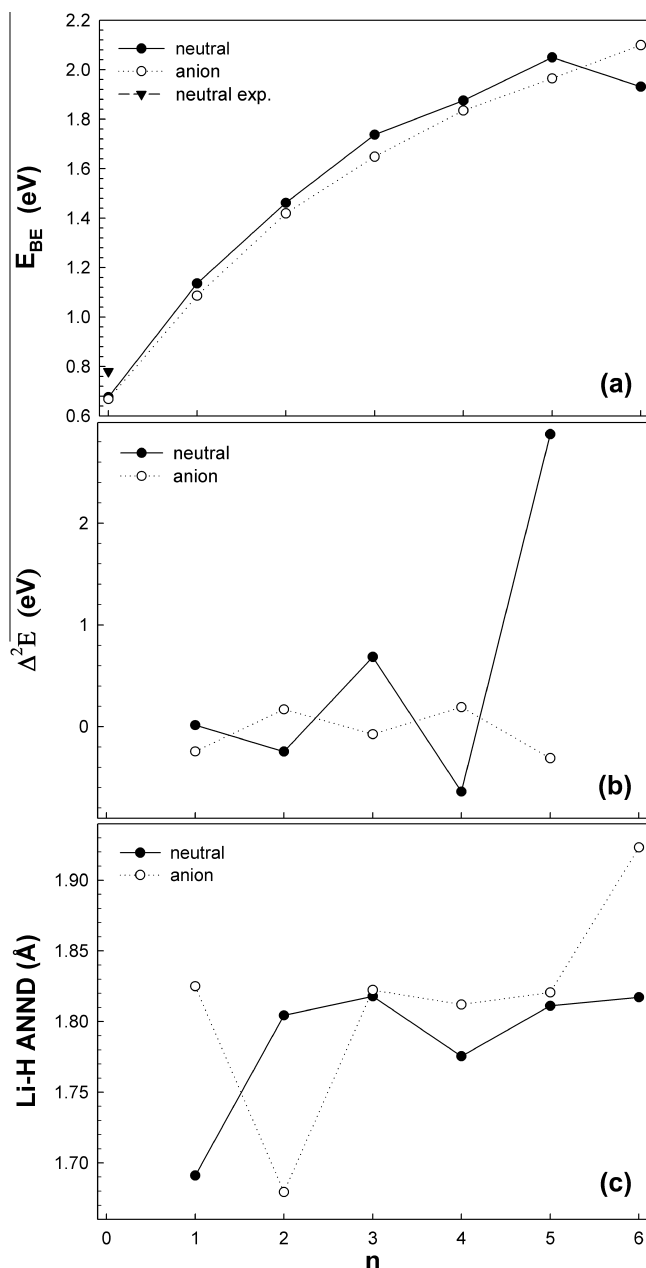 2.2
2.0
1.8
1.6
1.4
1.2
1.0
0.8
0.6
E_BE (eV)
neutral
anion
neutral exp.
(a)
2
1
0
Δ²E (eV)
neutral
anion
(b)
1.90
1.85
1.80
1.75
1.70
Li-H ANND (Å)
neutral
anion
(c)
0 1 2 3 4 5 6
n